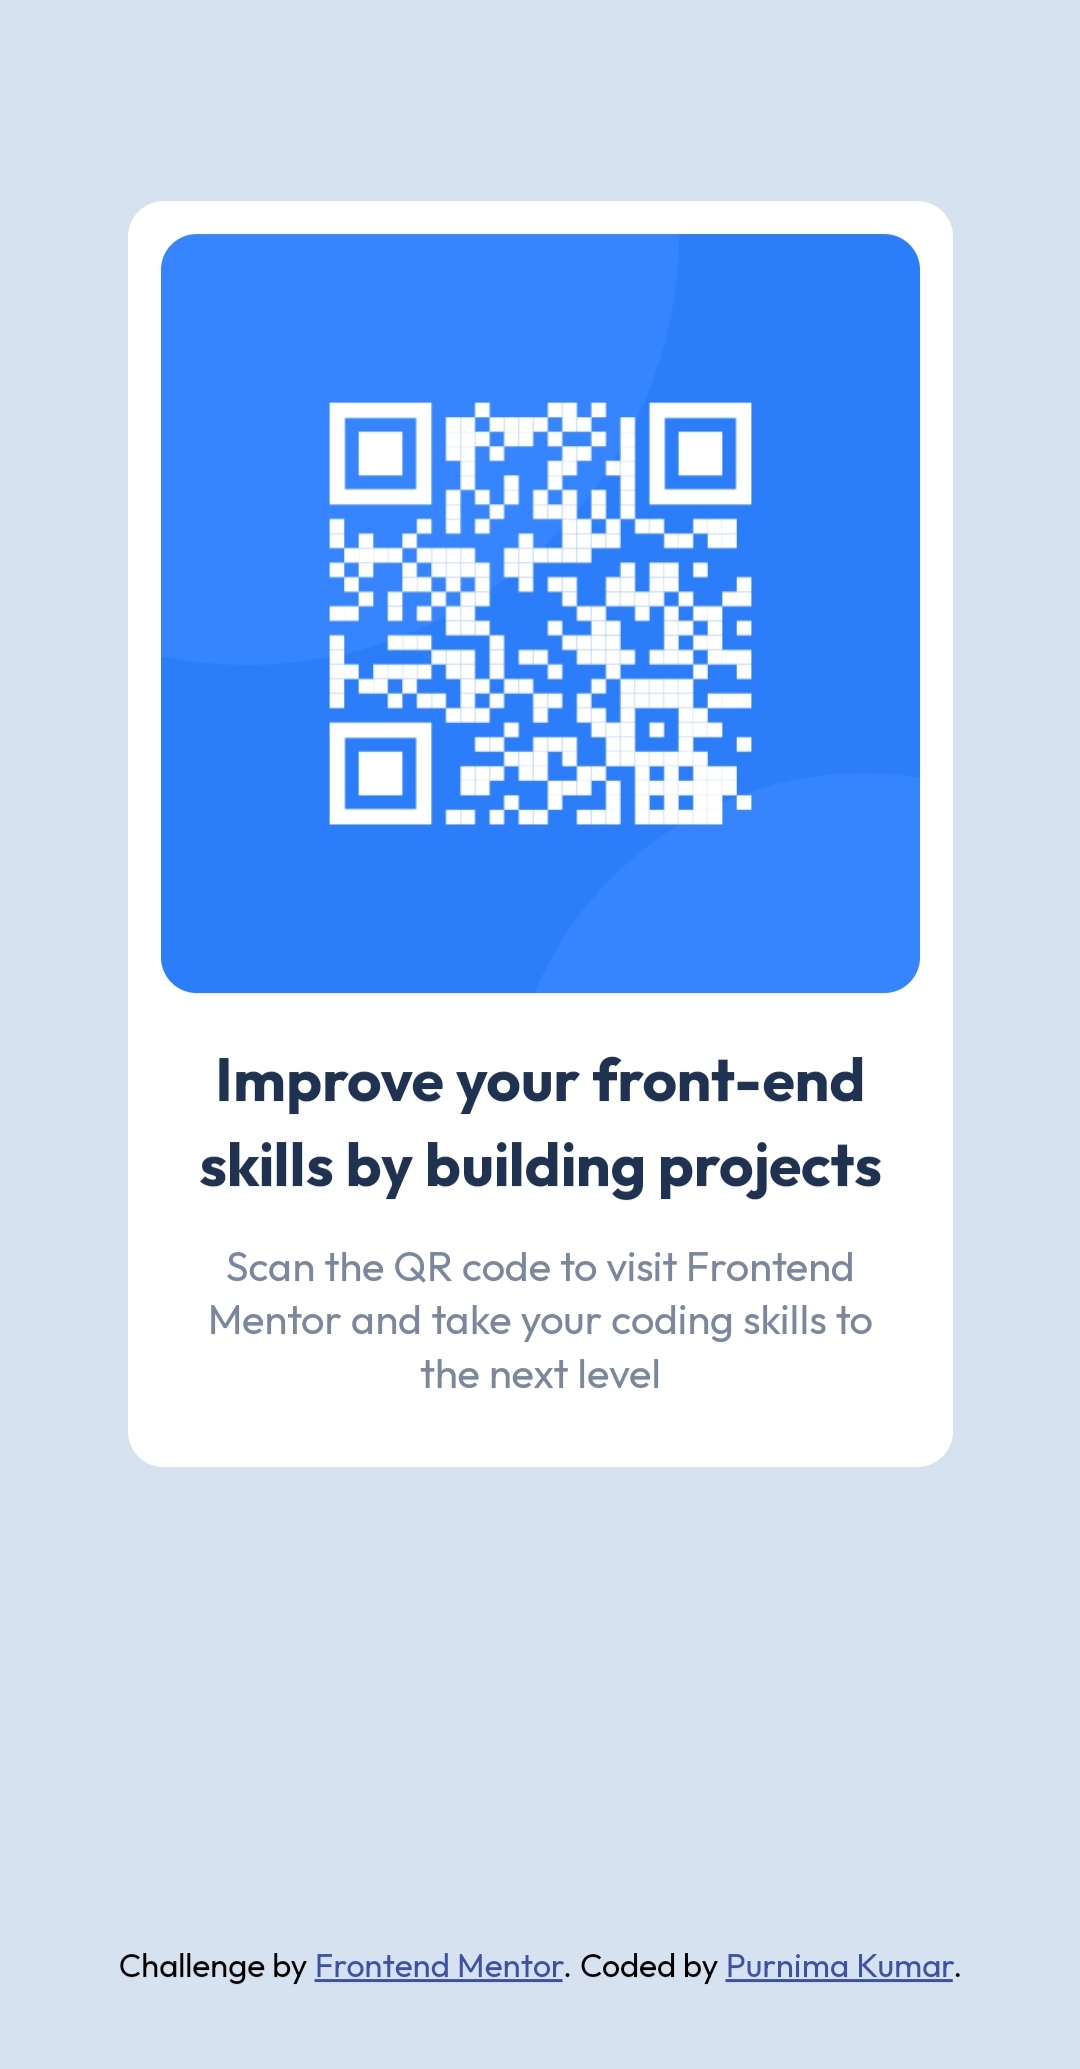 Improve your front-end
skills by building projects
Scan the QR code to visit Frontend
Mentor and take your coding skills to
the next level
Challenge by Frontend Mentor. Coded by Purnima Kumar.